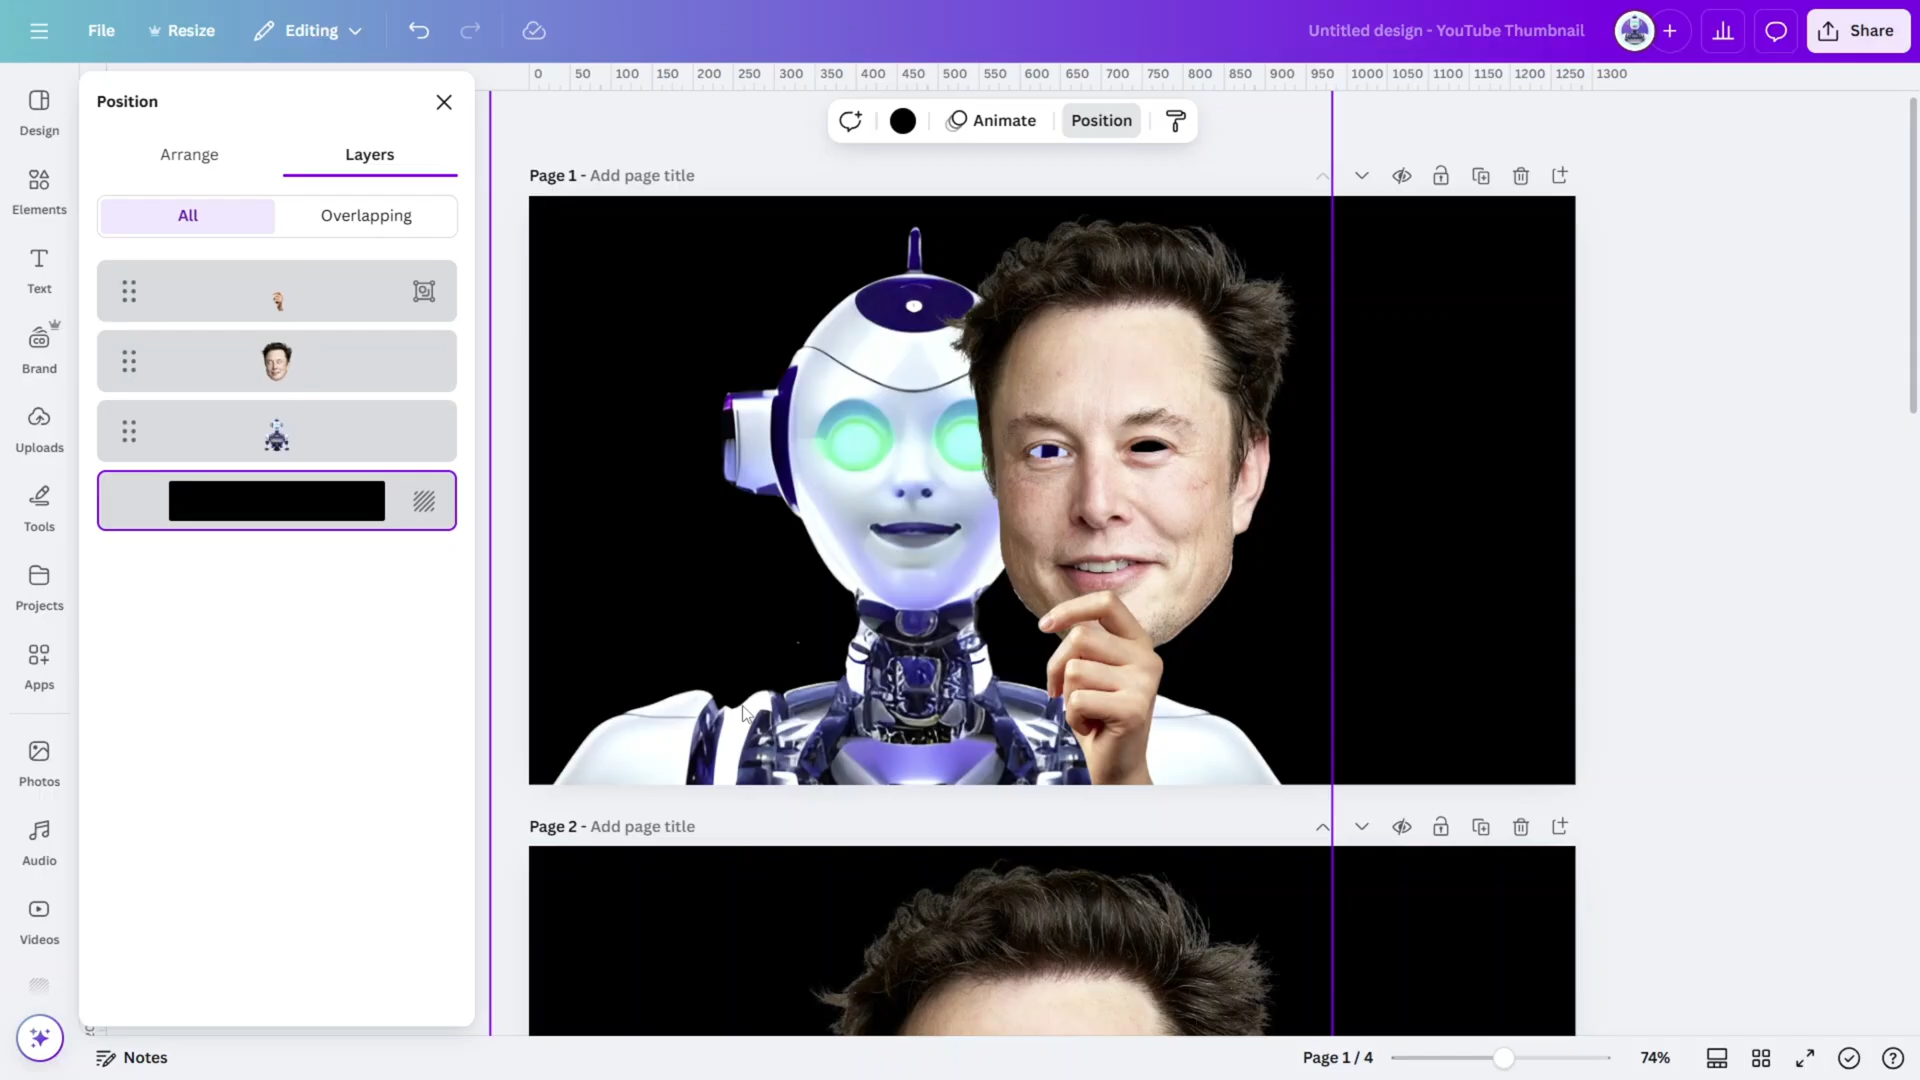 File
Resize
Editing
Untitled design - YouTube Thumbnail
Share
0 50 100 150 200 250 300 350 400 450 500 550 600 650 700 750 800 850 900 950 1000 1050 1100 1150 1200 1250 1300
Design
Elements
Text
Brand
Uploads
Tools
Projects
Apps
Photos
Audio
Videos
Position
Arrange
Layers
All
Overlapping
Animate
Position
Page 1 - Add page title
Page 2 - Add page title
Notes
Page 1 / 4
74%